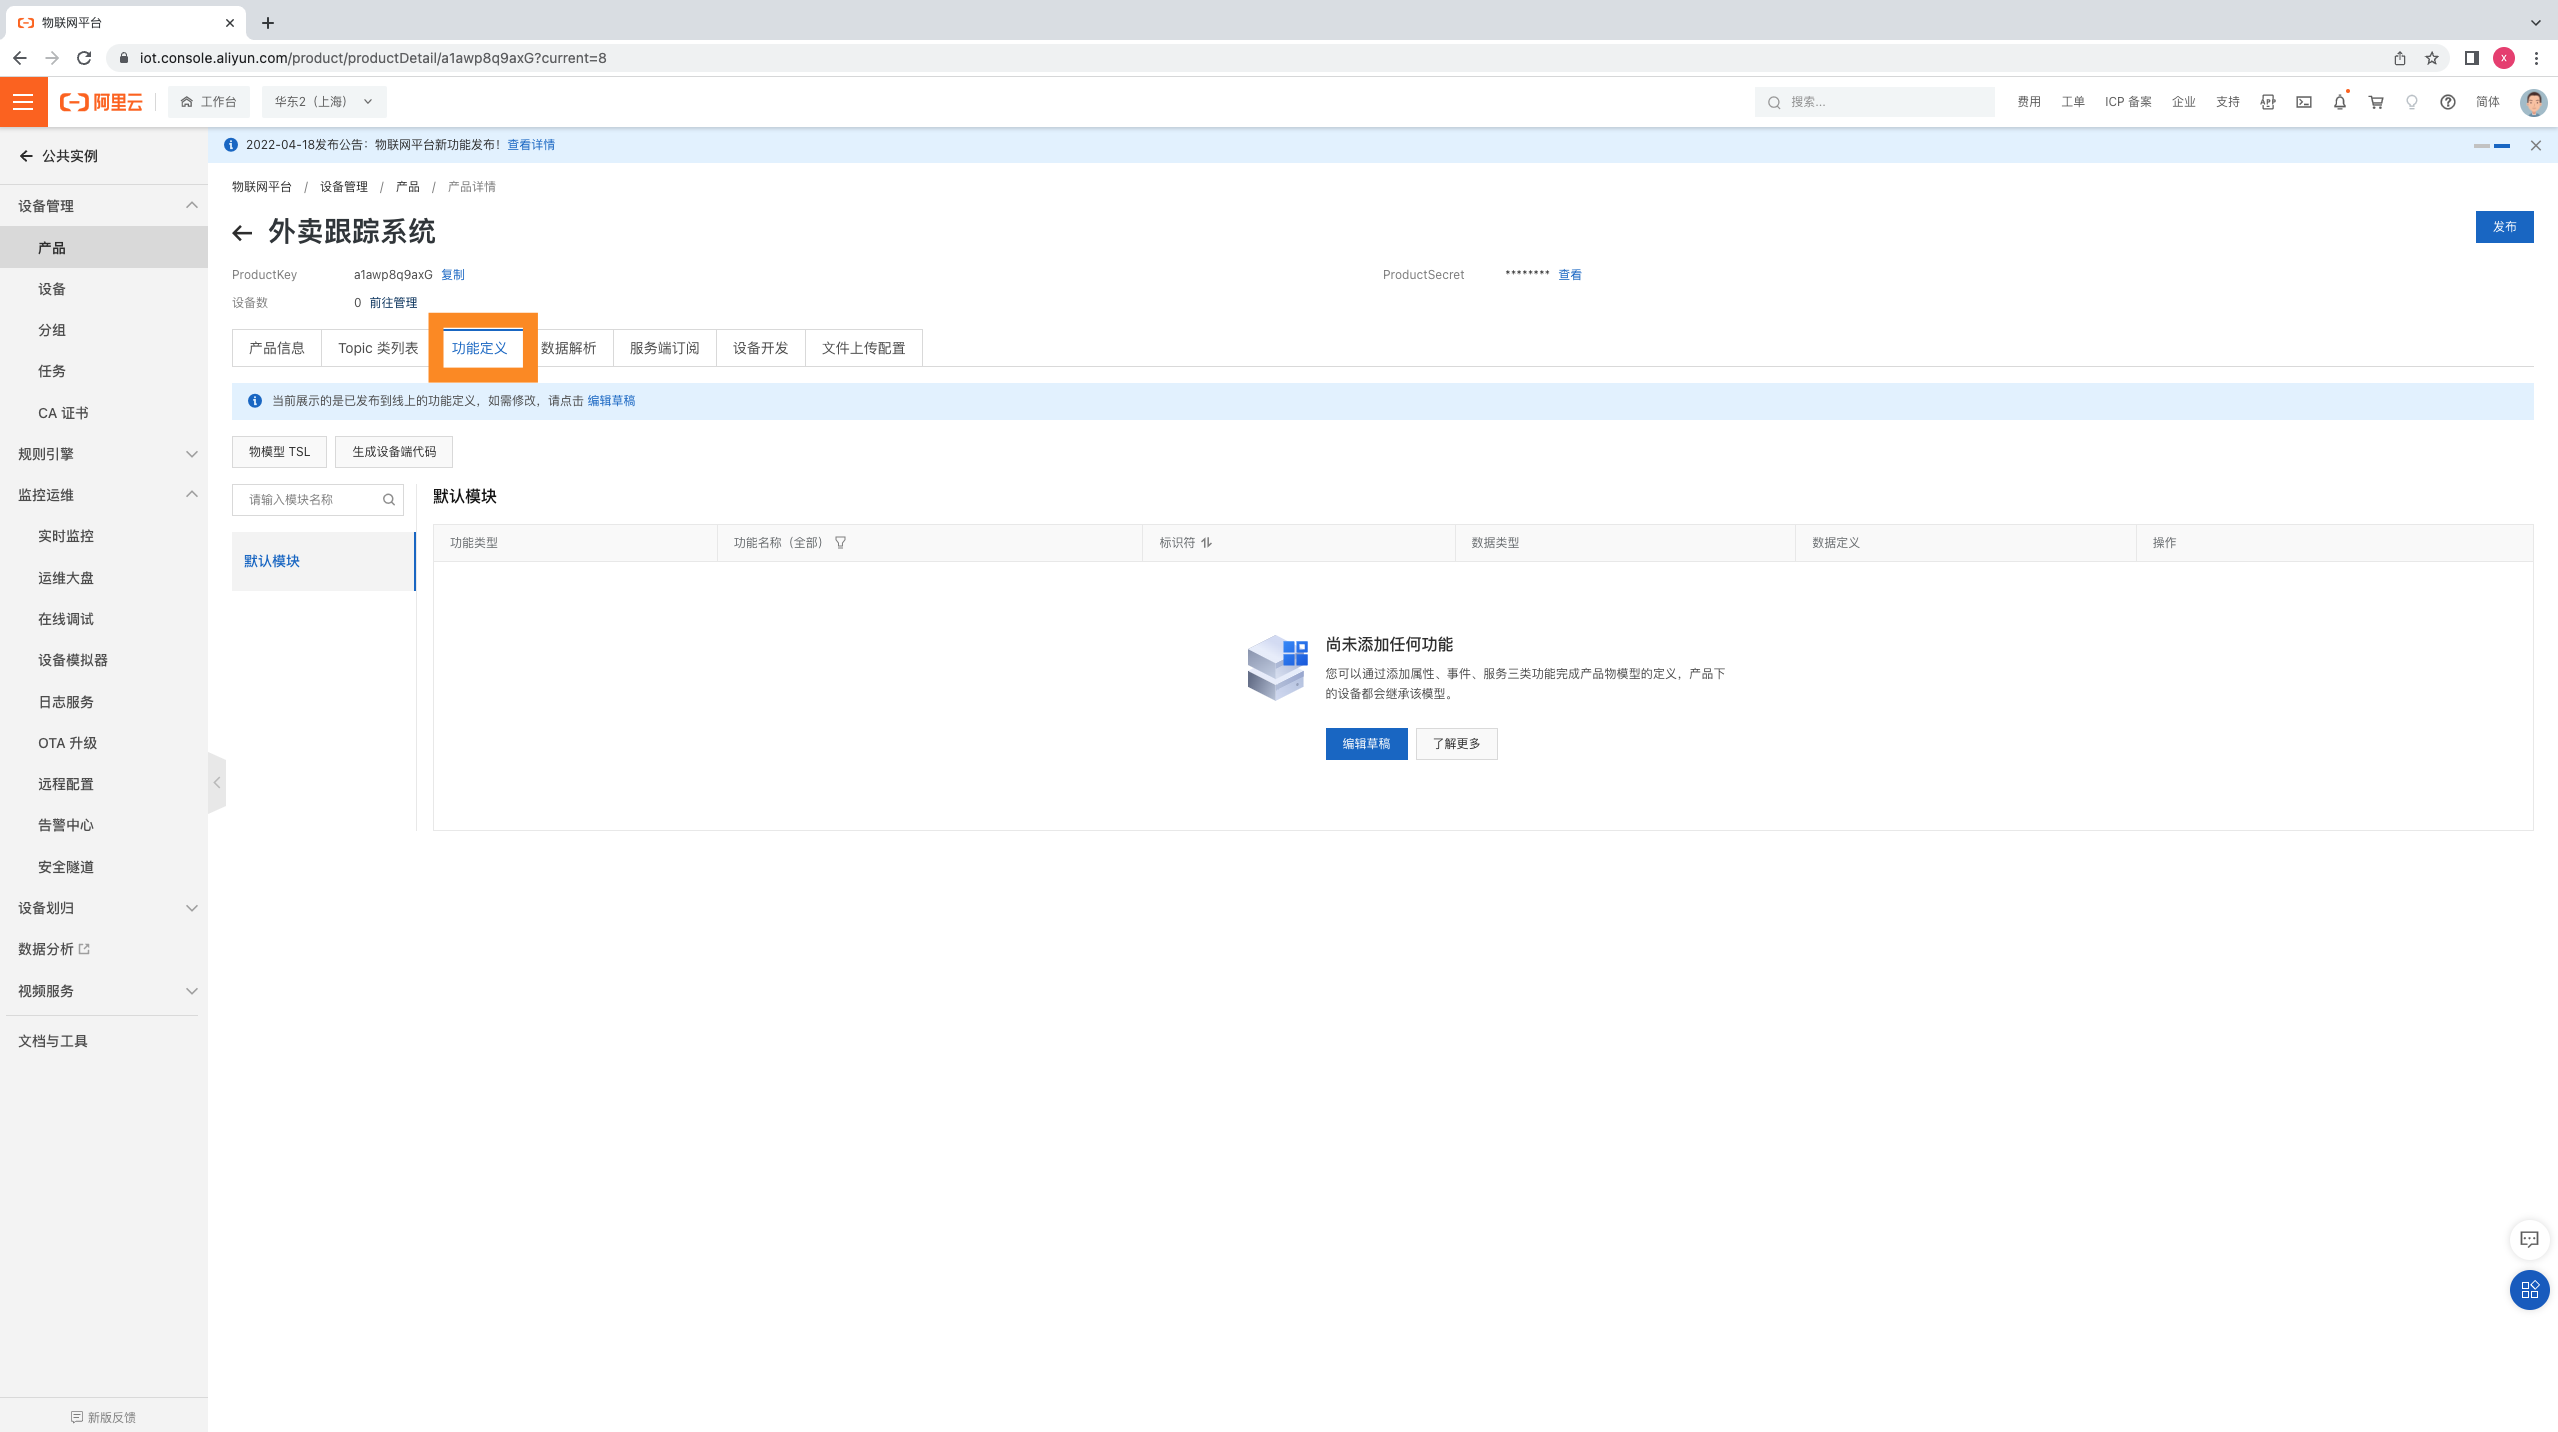 物联网平台
iot.console.aliyun.com/product/productDetail/a1awp8q9axG?current=8
X
阿里云
工作台
华东2（上海）
搜索...
费用
工单
ICP 备案
企业
支持
简体
公共实例
2022-04-18发布公告：物联网平台新功能发布！ 查看详情
设备管理
产品
设备
分组
任务
CA 证书
规则引擎
监控运维
实时监控
运维大盘
在线调试
设备模拟器
日志服务
OTA 升级
远程配置
告警中心
安全隧道
设备划归
数据分析
视频服务
文档与工具
新版反馈
物联网平台 / 设备管理 / 产品 / 产品详情
外卖跟踪系统
发布
ProductKey a1awp8q9axG 复制
ProductSecret ******** 查看
设备数 0 前往管理
产品信息
Topic 类列表
功能定义
数据解析
服务端订阅
设备开发
文件上传配置
当前展示的是已发布到线上的功能定义，如需修改，请点击 编辑草稿
物模型 TSL
生成设备端代码
请输入模块名称
默认模块
默认模块
功能类型
功能名称（全部）
标识符
数据类型
数据定义
操作
尚未添加任何功能
您可以通过添加属性、事件、服务三类功能完成产品物模型的定义，产品下
的设备都会继承该模型。
编辑草稿
了解更多